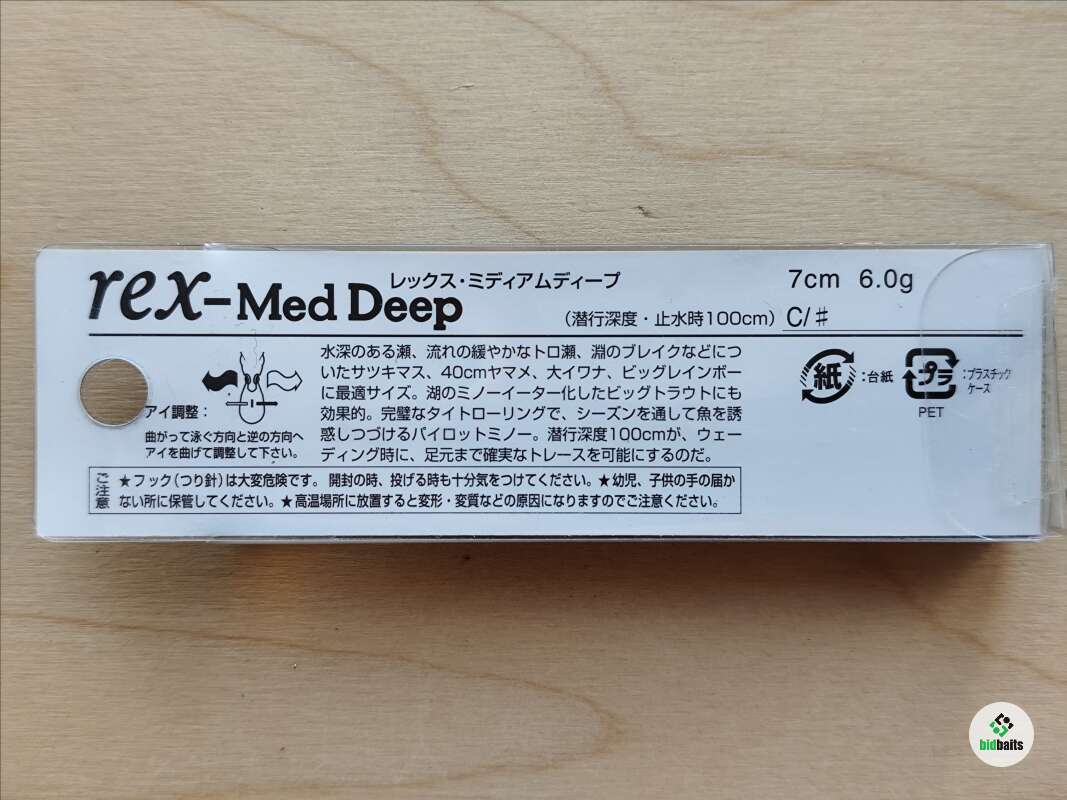 rex-Med Deep
レックス・ミディアムディープ
7cm 6.0g
(潜行深度・止水時100cm) C/♯
水深のある瀬、流れの緩やかなトロ瀬、淵のブレイクなどにつ
いたサツキマス、40cmヤマメ、大イワナ、ビッグレインボー
に最適サイズ。湖のミノーイーター化したビッグトラウトにも
効果的。完璧なタイトローリングで、シーズンを通して魚を誘
惑しつづけるパイロットミノー。潜行深度100cmが、ウェー
ディング時に、足元まで確実なトレースを可能にするのだ。
アイ調整：
曲がって泳ぐ方向と逆の方向へ
アイを曲げて調整して下さい。
紙：台紙
プラ：プラスチック
ケース
PET
ご注意
★フック(つり針)は大変危険です。開封の時、投げる時も十分気をつけてください。★幼児、子供の手の届か
ない所に保管してください。★高温場所に放置すると変形・変質などの原因になりますのでご注意ください。
bidbaits